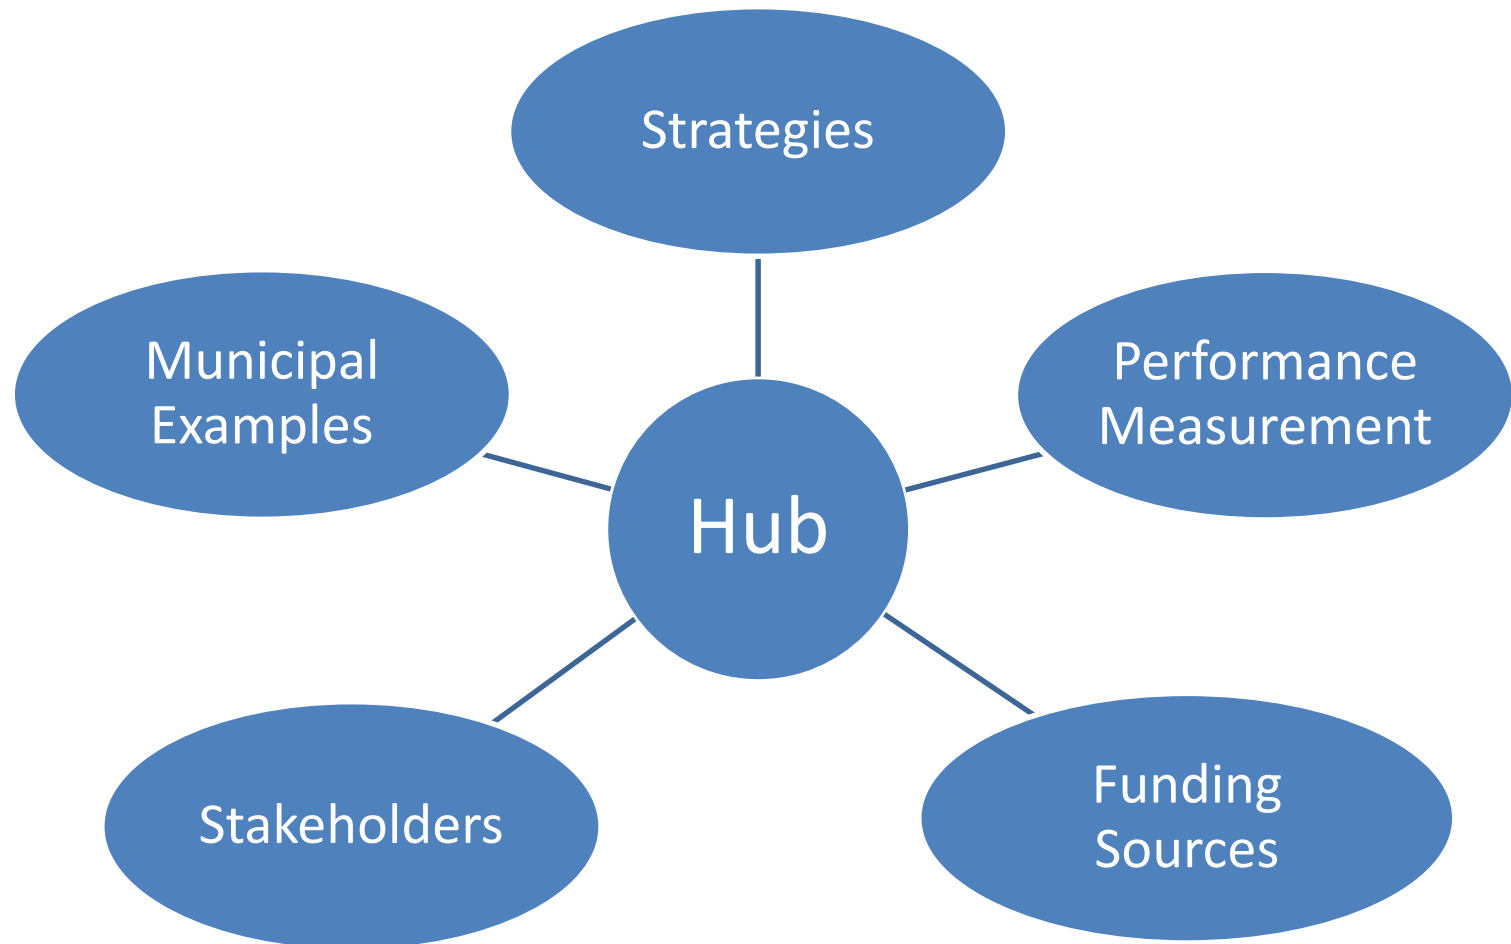 Strategies
Municipal
Examples
Performance
Measurement
Hub
Stakeholders
Funding
Sources